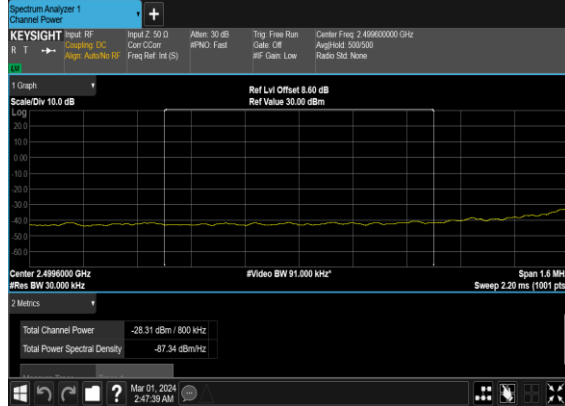 Spectrum Analyzer 1
Channel Power
+
KEYSIGHT Input: RF Input Z: 50 Ω Atten: 30 dB Trig: Free Run Center Freq: 2.499600000 GHz
R T Coupling: DC Corr CCorr #PNO: Fast Gate: Off Avg|Hold: 500/500
Align: Auto/No RF Freq Ref: Int (S) #IF Gain: Low Radio Std: None
1 Graph
Ref Lvl Offset 8.60 dB
Scale/Div 10.0 dB Ref Value 30.00 dBm
Log
20.0
10.0
0.00
-10.0
-20.0
-30.0
-40.0
-50.0
-60.0
Center 2.4996000 GHz #Video BW 91.000 kHz* Span 1.6 MH
#Res BW 30.000 kHz Sweep 2.20 ms (1001 pts
2 Metrics
Total Channel Power -28.31 dBm / 800 kHz
Total Power Spectral Density -87.34 dBm/Hz
?
Mar 01, 2024
2:47:39 AM